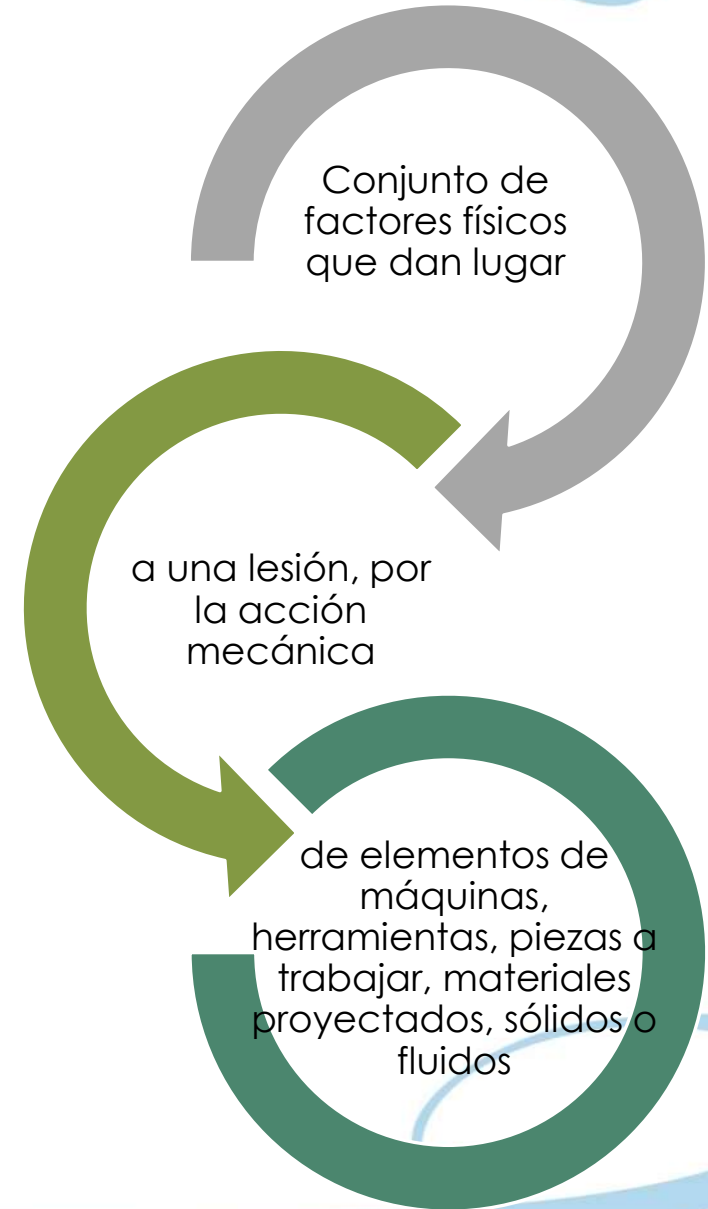 Conjunto de
factores físicos
que dan lugar
a una lesión, por
la acción
mecánica
de elementos de
máquinas,
herramientas, piezas a
trabajar, materiales
proyectados, sólidos o
fluidos